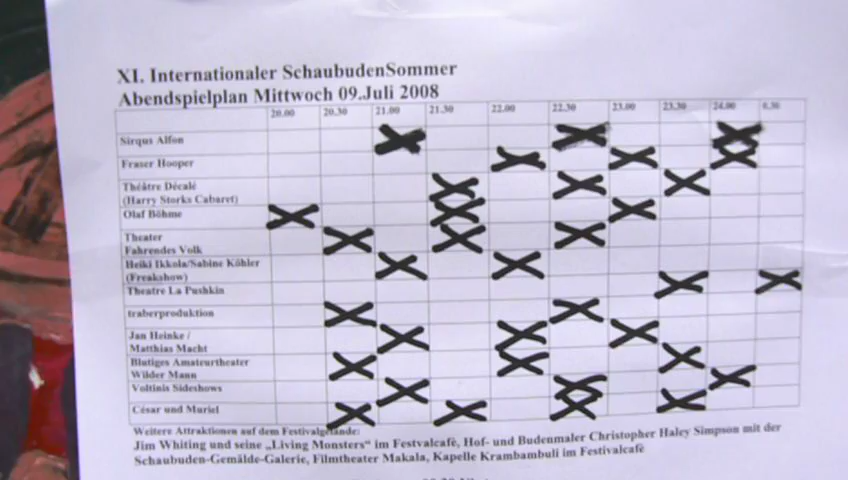 XI. Internationaler SchaubudenSommer
Abendspielplan Mittwoch 09.Juli 2008
20.00 20.30 21.00 21.30 22.00 22.30 23.00 23.30 24.00 0.30
Sirqus Alfon
Fraser Hooper
Théâtre Décalé
(Harry Storks Cabaret)
Olaf Böhme
Theater
Fahrendes Volk
Heiki Ikkola/Sabine Köhler
(Freakshow)
Theatre La Pushkin
traberproduktion
Jan Heinke /
Matthias Macht
Blutiges Amateurtheater
Wilder Mann
Voltinis Sideshows
César und Muriel
Weitere Attraktionen auf dem Festivalgelände:
Jim Whiting und seine „Living Monsters“ im Festvalcafè, Hof- und Budenmaler Christopher Haley Simpson mit der
Schaubuden-Gemälde-Galerie, Filmtheater Makala, Kapelle Krambambuli im Festivalcafè